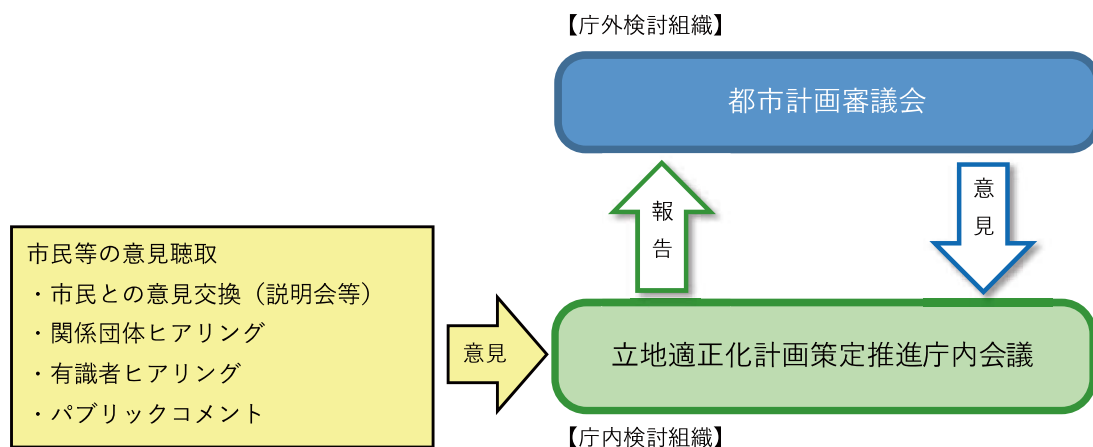 【庁外検討組織】
都市計画審議会
報告
意見
市民等の意見聴取
・市民との意見交換（説明会等）
・関係団体ヒアリング
・有識者ヒアリング
・パブリックコメント
意見
立地適正化計画策定推進庁内会議
【庁内検討組織】